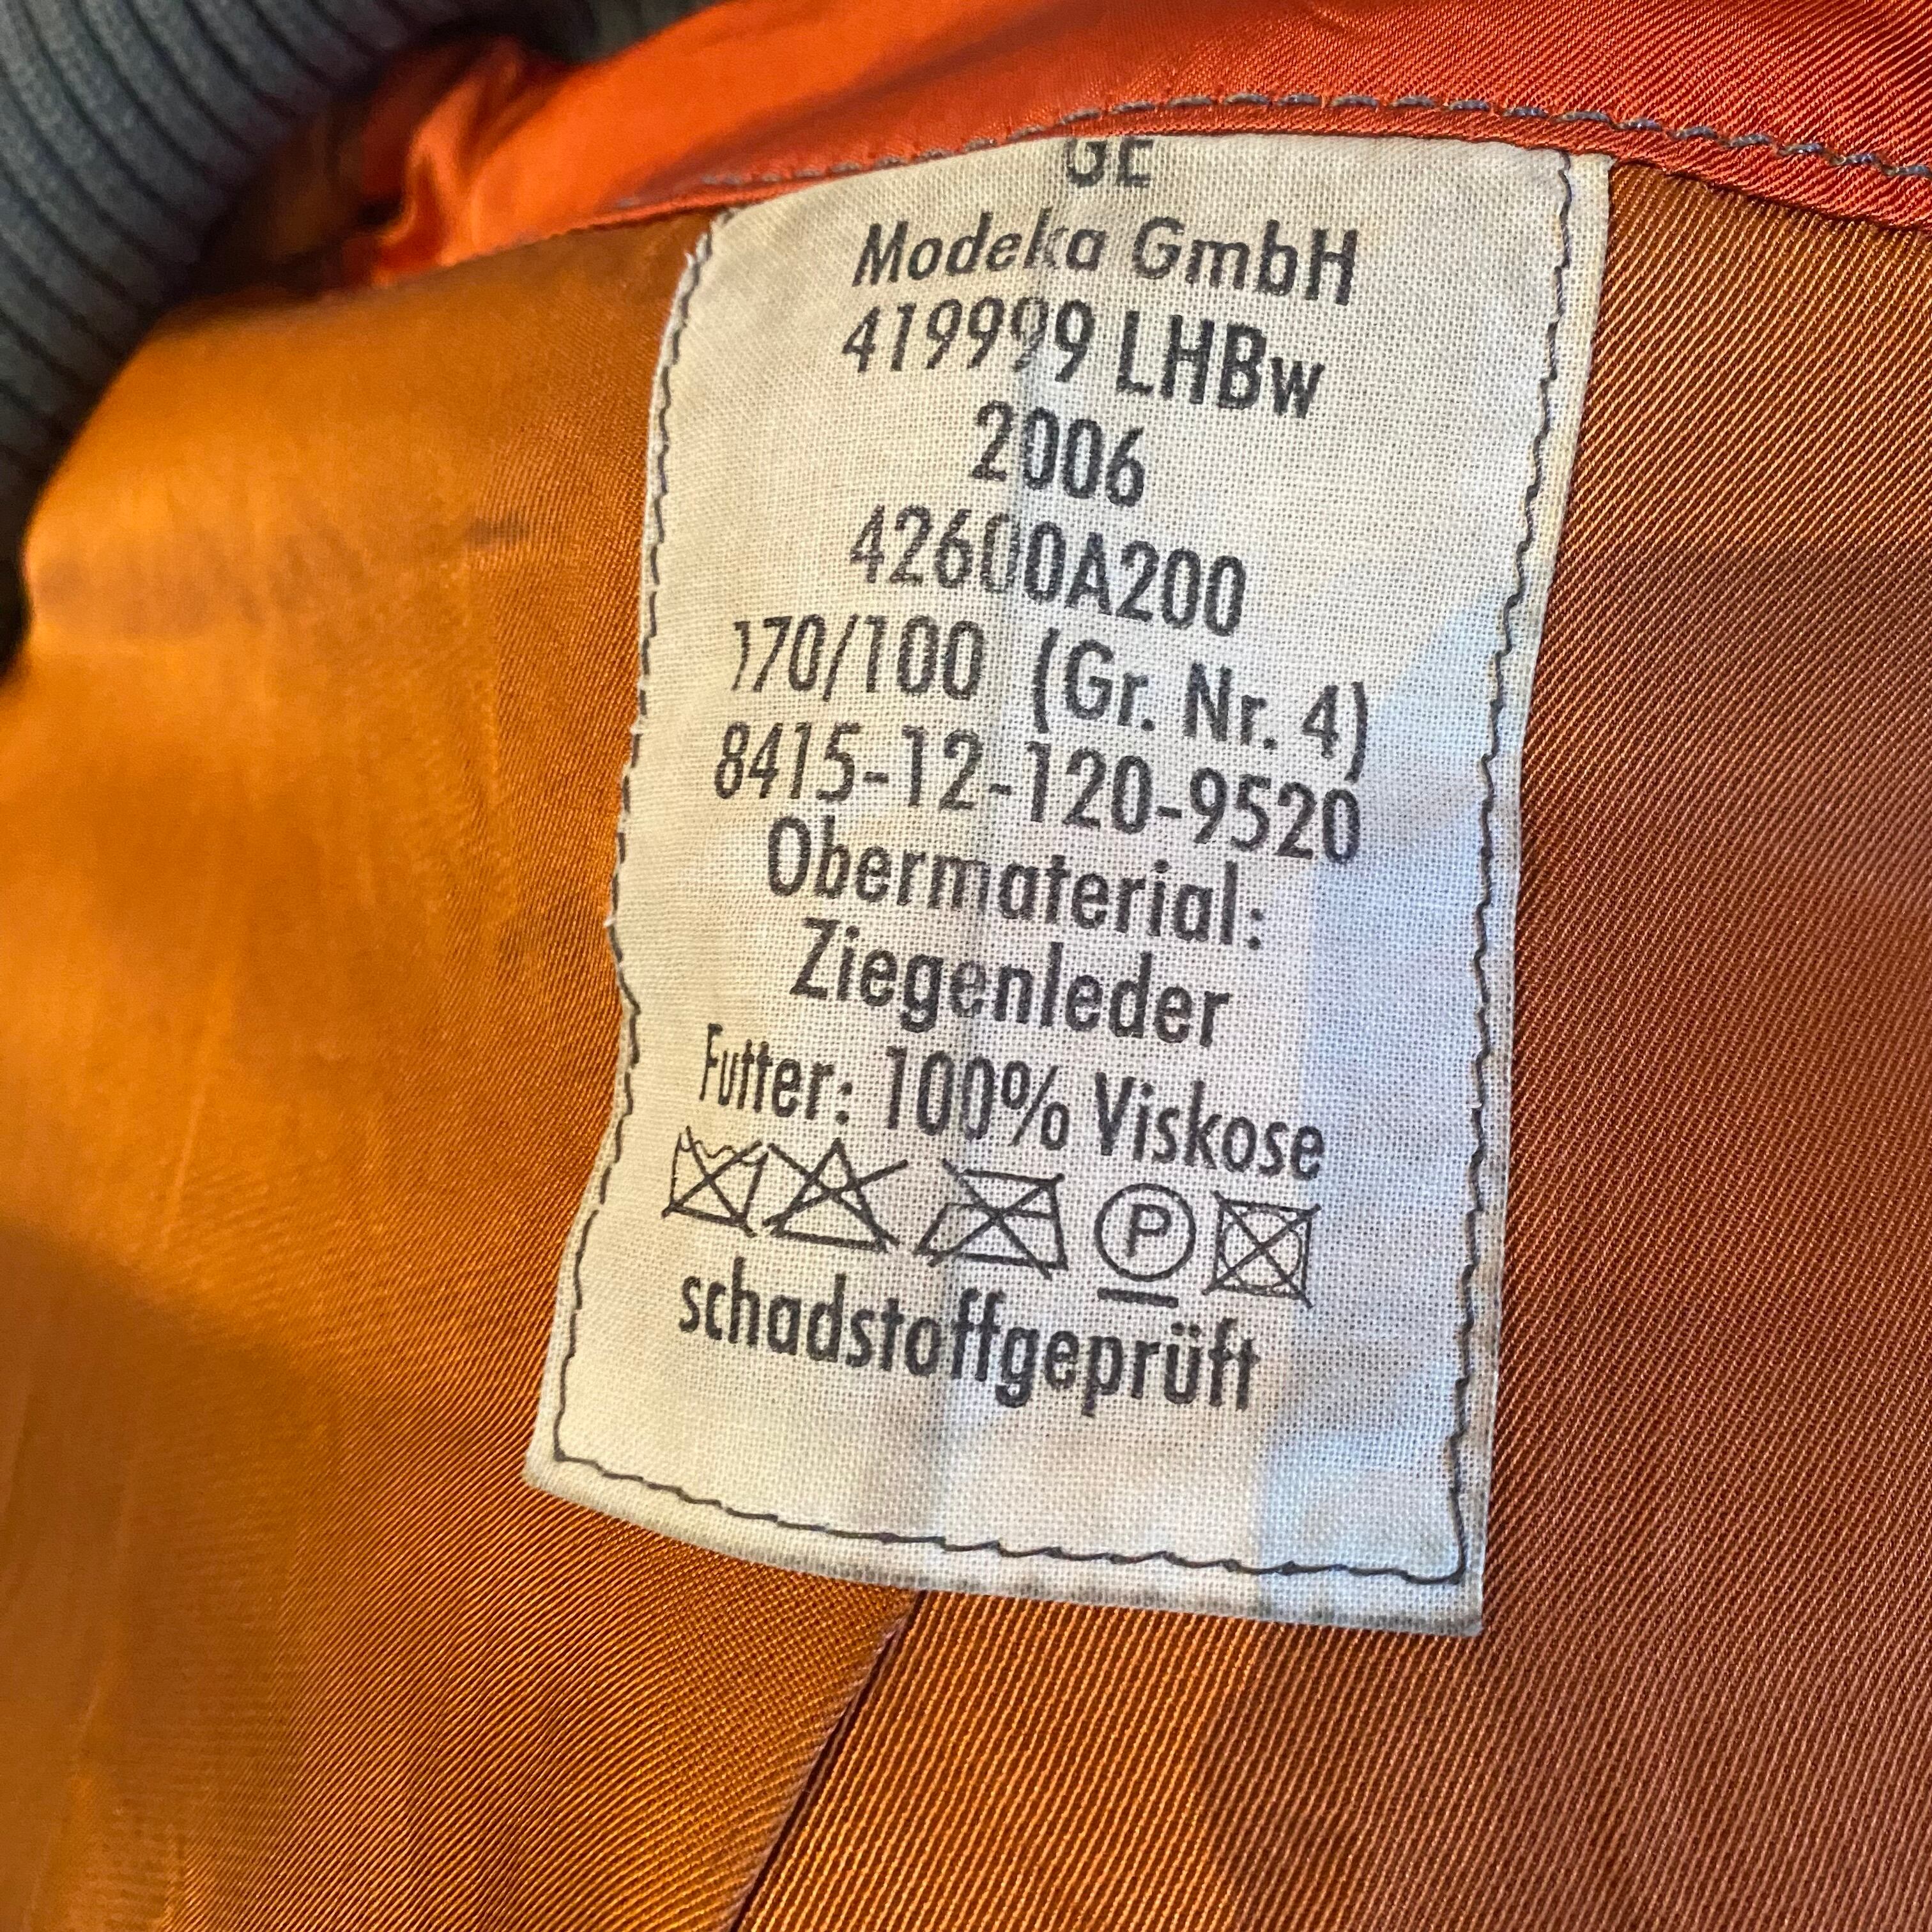 GE
Modeka GmbH
419999 LHBw
2006
42600A200
170/100 (Gr. Nr. 4)
8415-12-120-9520
Obermaterial:
Ziegenleder
Futter: 100% Viskose
P
schadstoffgeprüft